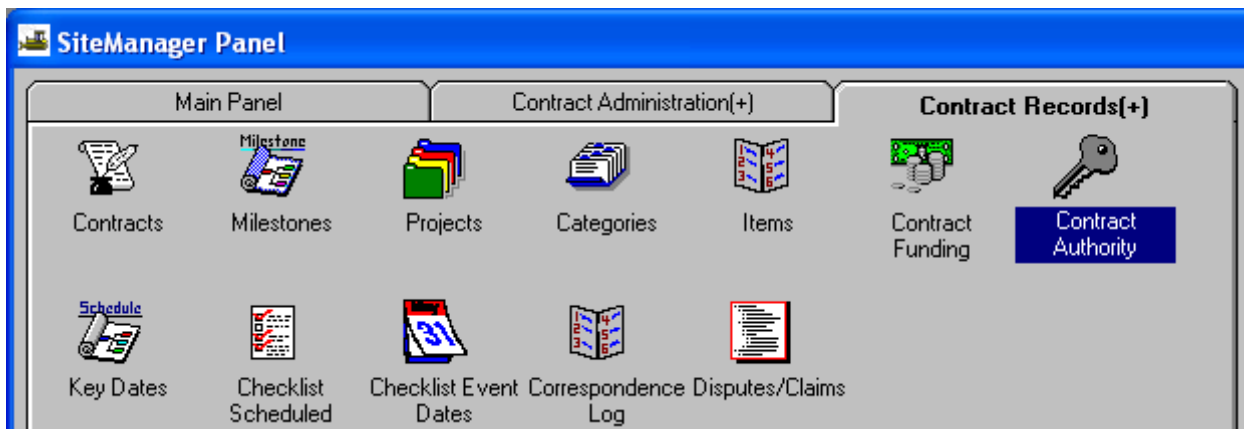 SiteManager Panel
Main Panel Contract Administration(+) Contract Records(+)
Milestone
Contracts Milestones Projects Categories Items Contract Funding Contract Authority
Schedule
31
Key Dates Checklist Scheduled Checklist Event Dates Correspondence Log Disputes/Claims